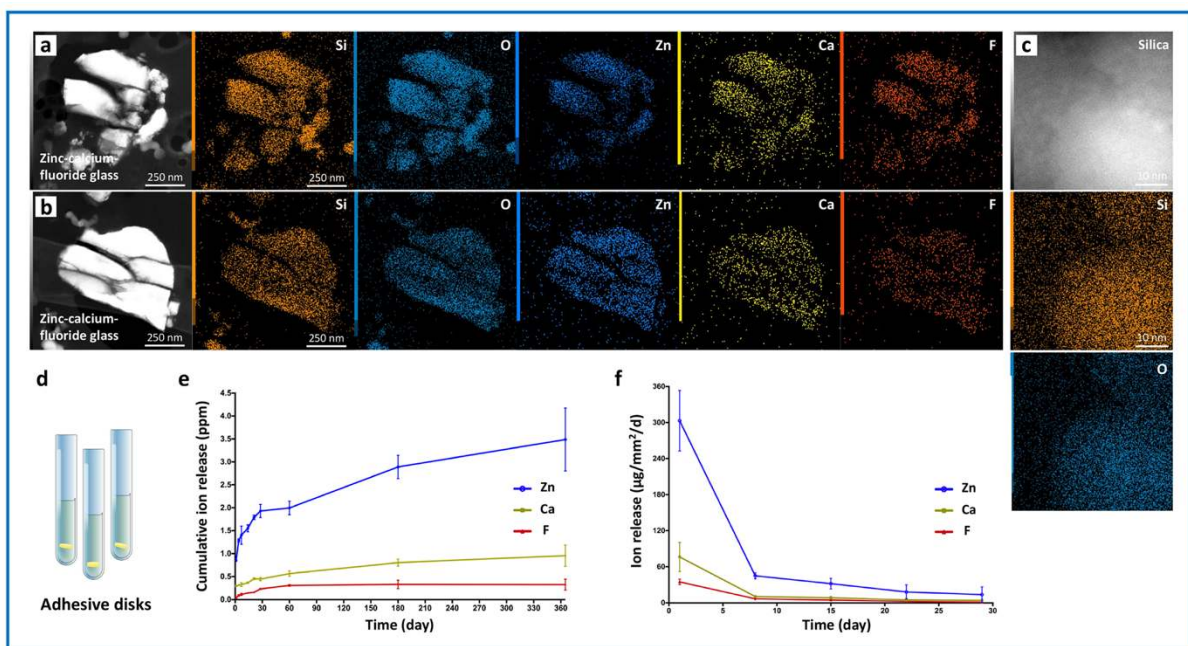 a
Si
O
Zn
Ca
F
c
Silica
Zinc-calcium-
fluoride glass
250 nm
250 nm
10 nm
b
Si
O
Zn
Ca
F
Si
Zinc-calcium-
fluoride glass
250 nm
250 nm
10 nm
O
d
Adhesive disks
e
Cumulative ion release (ppm)
4.5
4.0
3.5
3.0
2.5
2.0
1.5
1.0
0.5
0.0
0 30 60 90 120 150 180 210 240 270 300 330 360
Time (day)
Zn
Ca
F
f
Ion release (µg/mm²/d)
360
300
240
180
120
60
0
0 5 10 15 20 25 30
Time (day)
Zn
Ca
F